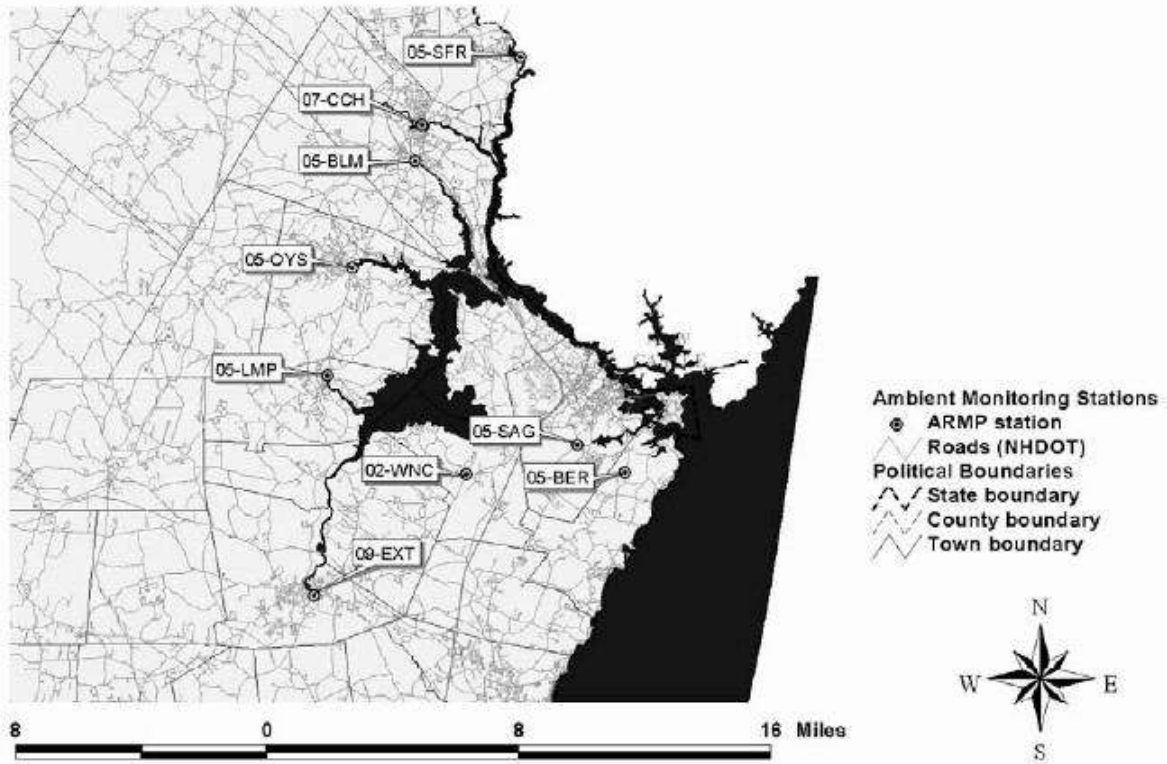 05-SFR
07-CCH
05-BLM
05-OYS
05-LMP
05-SAG
02-WNC
05-BER
09-EXT
Ambient Monitoring Stations
ARMP station
Roads (NHDOT)
Political Boundaries
State boundary
County boundary
Town boundary
N
W E
S
8 0 8 16 Miles